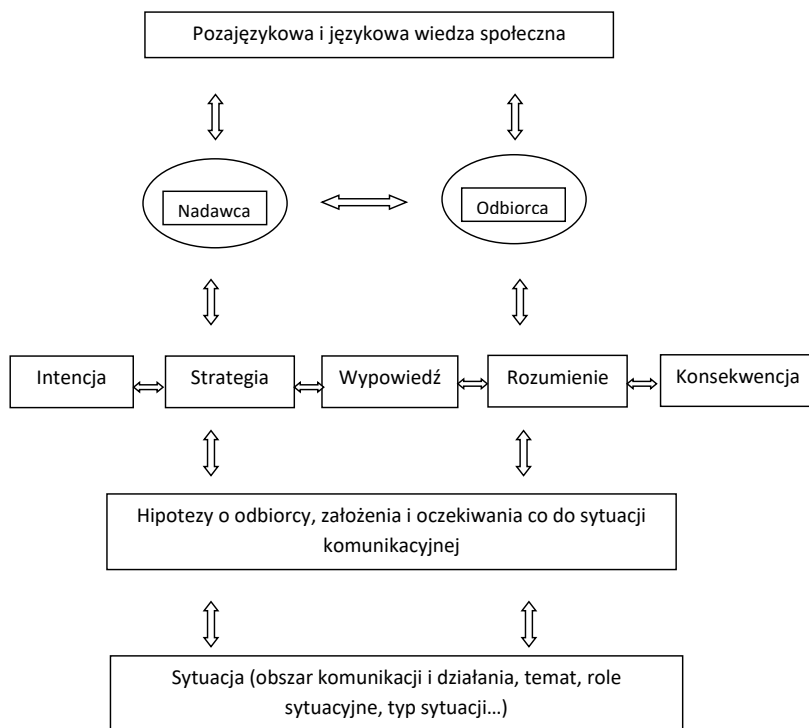 Pozajęzykowa i językowa wiedza społeczna
Nadawca
Odbiorca
Intencja
Strategia
Wypowiedź
Rozumienie
Konsekwencja
Hipotezy o odbiorcy, założenia i oczekiwania co do sytuacji
komunikacyjnej
Sytuacja (obszar komunikacji i działania, temat, role
sytuacyjne, typ sytuacji…)